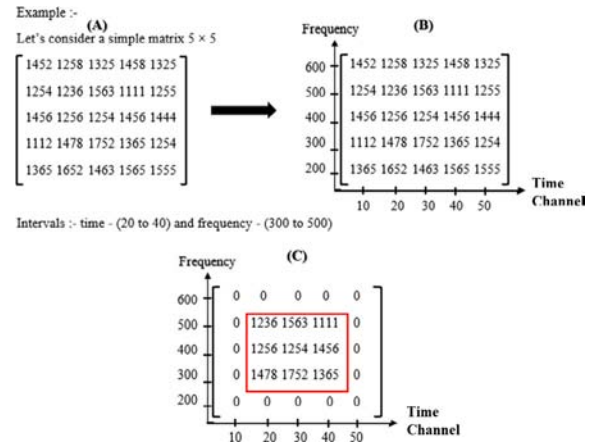 Example :-
(A)
Let's consider a simple matrix 5 × 5
1452 1258 1325 1458 1325
1254 1236 1563 1111 1255
1456 1256 1254 1456 1444
1112 1478 1752 1365 1254
1365 1652 1463 1565 1555
Frequency
(B)
600 1452 1258 1325 1458 1325
500 1254 1236 1563 1111 1255
400 1456 1256 1254 1456 1444
300 1112 1478 1752 1365 1254
200 1365 1652 1463 1565 1555
10 20 30 40 50
Time
Channel
Intervals :- time - (20 to 40) and frequency - (300 to 500)
Frequency
(C)
600 0 0 0 0 0
500 0 1236 1563 1111 0
400 0 1256 1254 1456 0
300 0 1478 1752 1365 0
200 0 0 0 0 0
10 20 30 40 50
Time
Channel